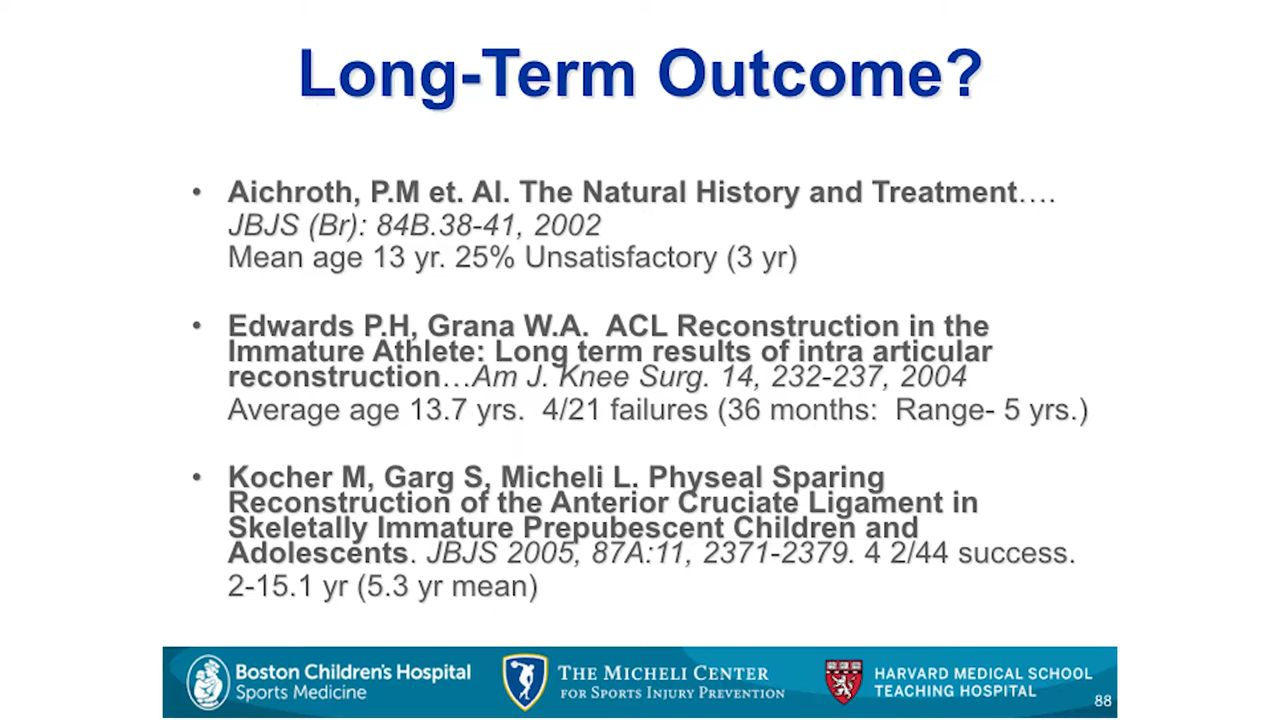 Long-Term Outcome?
• Aichroth, P.M et. Al. The Natural History and Treatment….
JBJS (Br): 84B.38-41, 2002
Mean age 13 yr. 25% Unsatisfactory (3 yr)
• Edwards P.H, Grana W.A. ACL Reconstruction in the
Immature Athlete: Long term results of intra articular
reconstruction…Am J. Knee Surg. 14, 232-237, 2004
Average age 13.7 yrs. 4/21 failures (36 months: Range- 5 yrs.)
• Kocher M, Garg S, Micheli L. Physeal Sparing
Reconstruction of the Anterior Cruciate Ligament in
Skeletally Immature Prepubescent Children and
Adolescents. JBJS 2005, 87A:11, 2371-2379. 4 2/44 success.
2-15.1 yr (5.3 yr mean)
Boston Children's Hospital
Sports Medicine
THE MICHELI CENTER
FOR SPORTS INJURY PREVENTION
HARVARD MEDICAL SCHOOL
TEACHING HOSPITAL
88